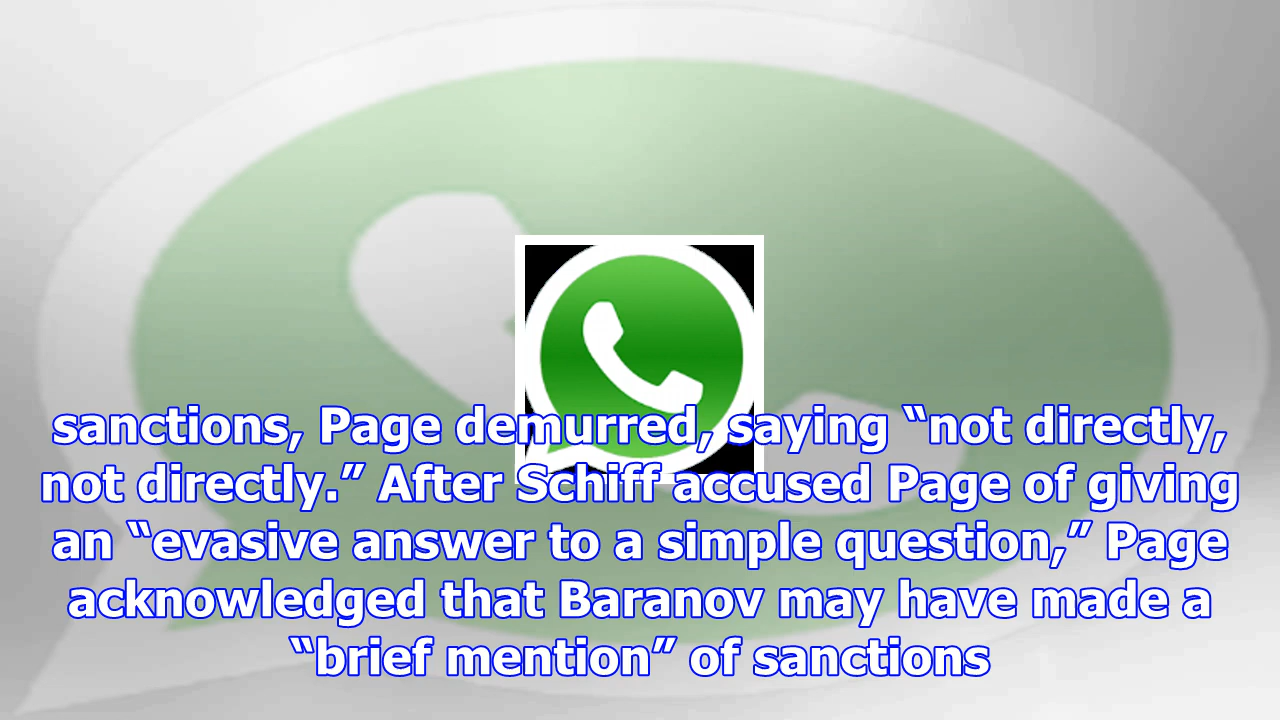 sanctions, Page demurred, saying “not directly,
not directly.” After Schiff accused Page of giving
an “evasive answer to a simple question,” Page
acknowledged that Baranov may have made a
“brief mention” of sanctions